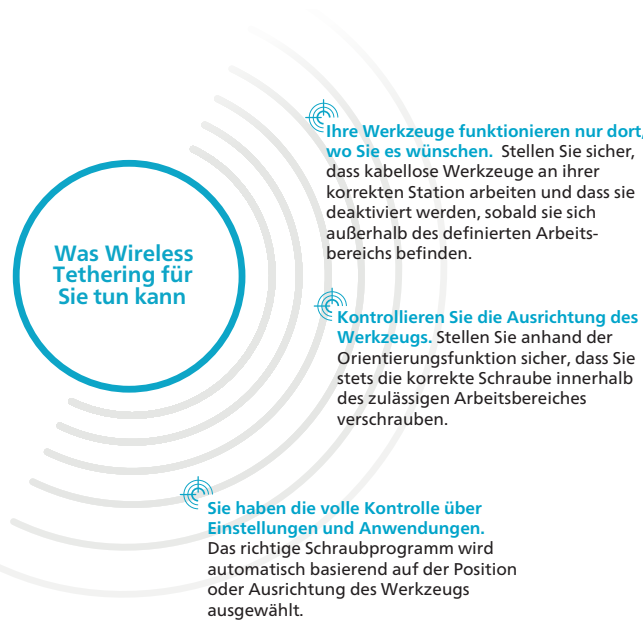 Was Wireless
Tethering für
Sie tun kann
Ihre Werkzeuge funktionieren nur dort,
wo Sie es wünschen. Stellen Sie sicher,
dass kabellose Werkzeuge an ihrer
korrekten Station arbeiten und dass sie
deaktiviert werden, sobald sie sich
außerhalb des definierten Arbeits-
bereichs befinden.
Kontrollieren Sie die Ausrichtung des
Werkzeugs. Stellen Sie anhand der
Orientierungsfunktion sicher, dass Sie
stets die korrekte Schraube innerhalb
des zulässigen Arbeitsbereiches
verschrauben.
Sie haben die volle Kontrolle über
Einstellungen und Anwendungen.
Das richtige Schraubprogramm wird
automatisch basierend auf der Position
oder Ausrichtung des Werkzeugs
ausgewählt.